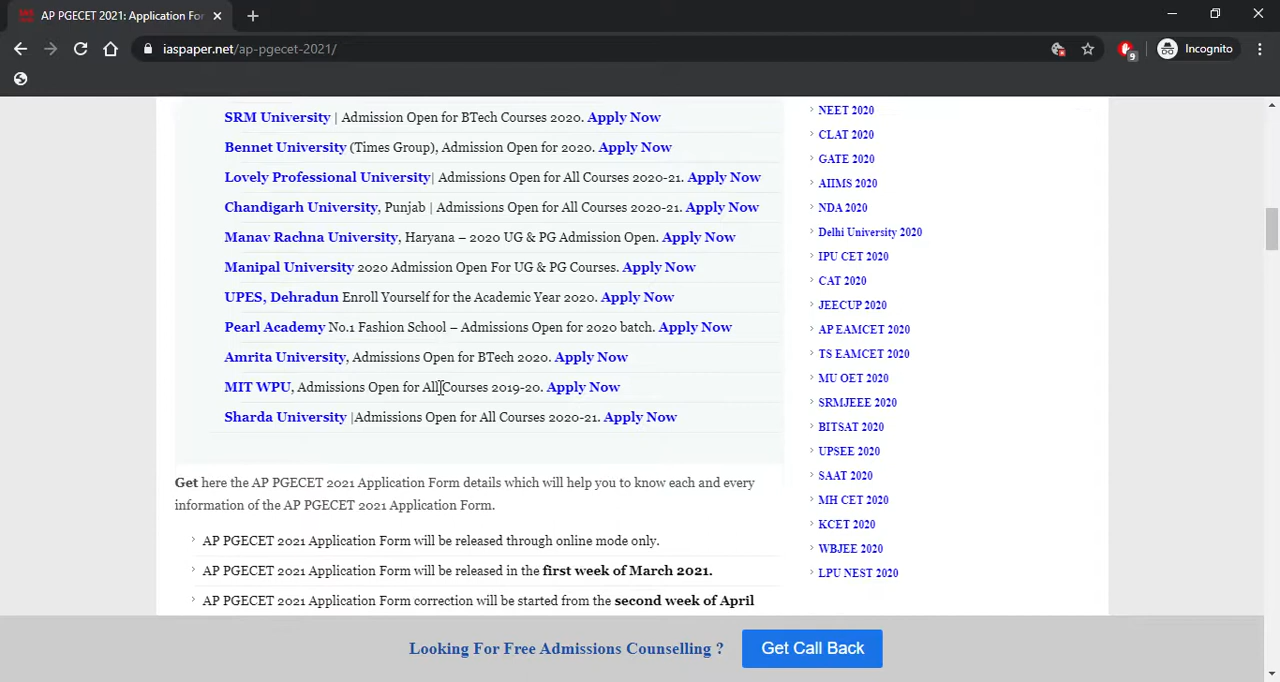 AP PGECET 2021: Application For
iaspaper.net/ap-pgecet-2021/
9
Incognito
SRM University | Admission Open for BTech Courses 2020. Apply Now
Bennet University (Times Group), Admission Open for 2020. Apply Now
Lovely Professional University| Admissions Open for All Courses 2020-21. Apply Now
Chandigarh University, Punjab | Admissions Open for All Courses 2020-21. Apply Now
Manav Rachna University, Haryana – 2020 UG & PG Admission Open. Apply Now
Manipal University 2020 Admission Open For UG & PG Courses. Apply Now
UPES, Dehradun Enroll Yourself for the Academic Year 2020. Apply Now
Pearl Academy No.1 Fashion School – Admissions Open for 2020 batch. Apply Now
Amrita University, Admissions Open for BTech 2020. Apply Now
MIT WPU, Admissions Open for All Courses 2019-20. Apply Now
Sharda University |Admissions Open for All Courses 2020-21. Apply Now
Get here the AP PGECET 2021 Application Form details which will help you to know each and every
information of the AP PGECET 2021 Application Form.
AP PGECET 2021 Application Form will be released through online mode only.
AP PGECET 2021 Application Form will be released in the first week of March 2021.
AP PGECET 2021 Application Form correction will be started from the second week of April
NEET 2020
CLAT 2020
GATE 2020
AIIMS 2020
NDA 2020
Delhi University 2020
IPU CET 2020
CAT 2020
JEECUP 2020
AP EAMCET 2020
TS EAMCET 2020
MU OET 2020
SRMJEEE 2020
BITSAT 2020
UPSEE 2020
SAAT 2020
MH CET 2020
KCET 2020
WBJEE 2020
LPU NEST 2020
Looking For Free Admissions Counselling ?
Get Call Back